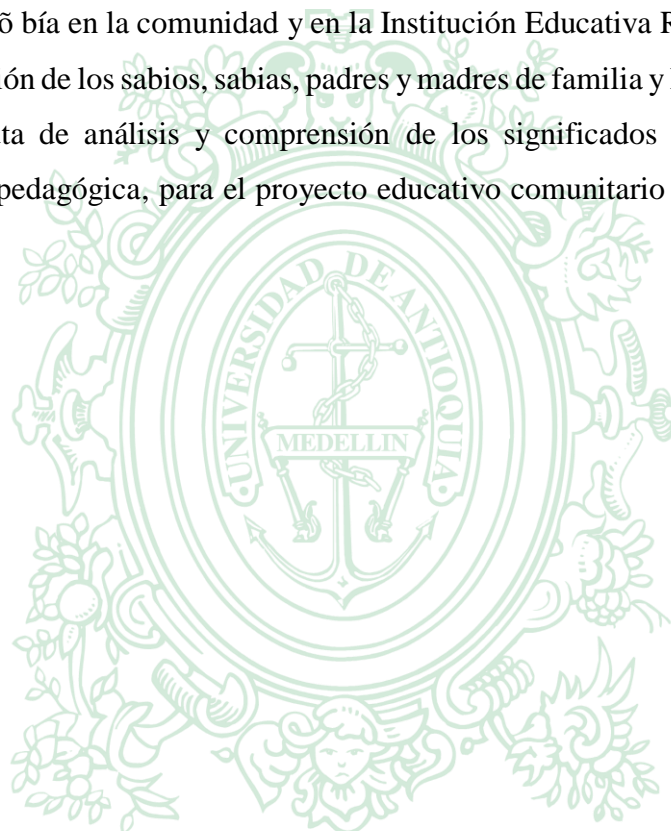 õ bía en la comunidad y en la Institución Educativa R
ión de los sabios, sabias, padres y madres de familia y
ta de análisis y comprensión de los significados
pedagógica, para el proyecto educativo comunitario
UNIVERSIDAD DE ANTIOQUIA
MEDELLIN